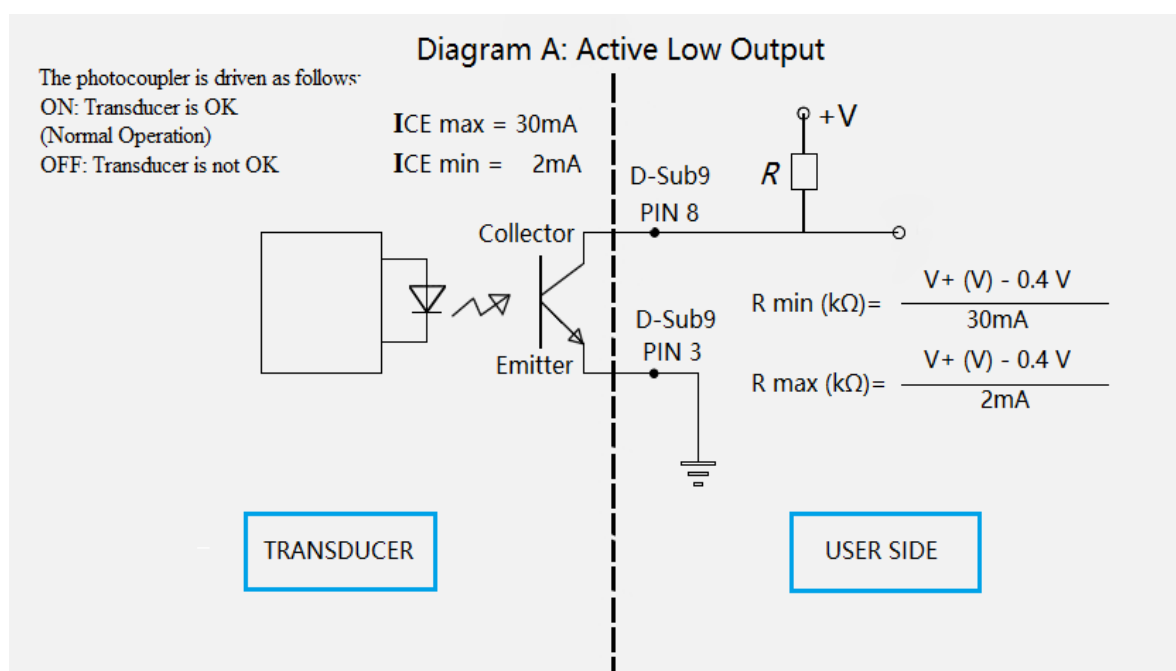 Diagram A: Active Low Output
The photocoupler is driven as follows:
ON: Transducer is OK
(Normal Operation)
OFF: Transducer is not OK
ICE max = 30mA
ICE min = 2mA
+V
R
D-Sub9
PIN 8
Collector
V+ (V) - 0.4 V
R min (kΩ)=
30mA
D-Sub9
PIN 3
Emitter
V+ (V) - 0.4 V
R max (kΩ)=
2mA
TRANSDUCER
USER SIDE